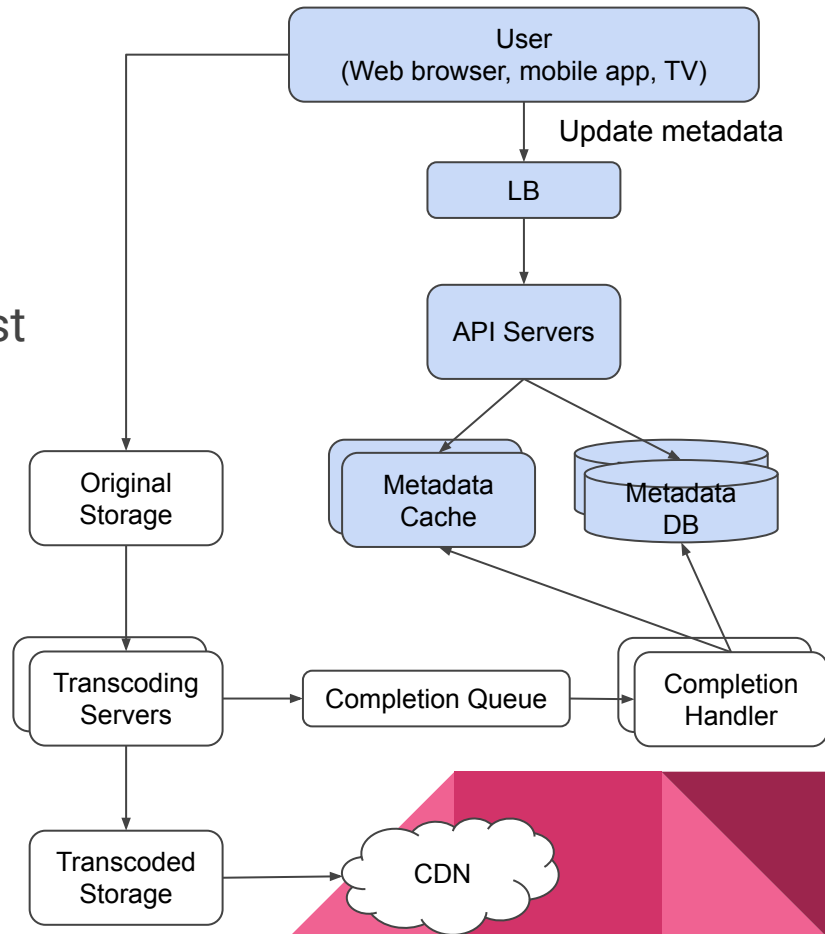 User
(Web browser, mobile app, TV)
Update metadata
LB
st
API Servers
Original
Storage
Metadata
Cache
Metadata
DB
Transcoding
Servers
Completion Queue
Completion
Handler
Transcoded
Storage
CDN